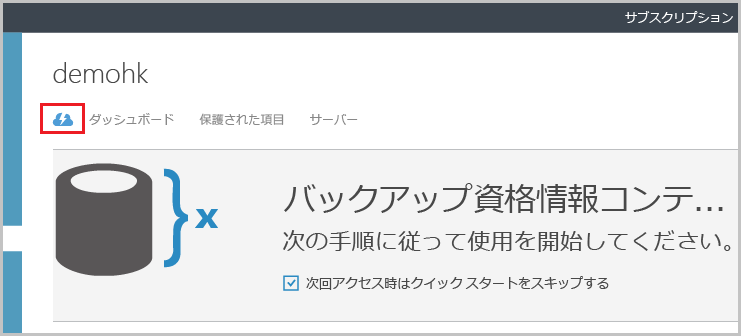 サブスクリプション
demohk
ダッシュボード 保護された項目 サーバー
x
バックアップ資格情報コンテ...
次の手順に従って使用を開始してください。
次回アクセス時はクイック スタートをスキップする